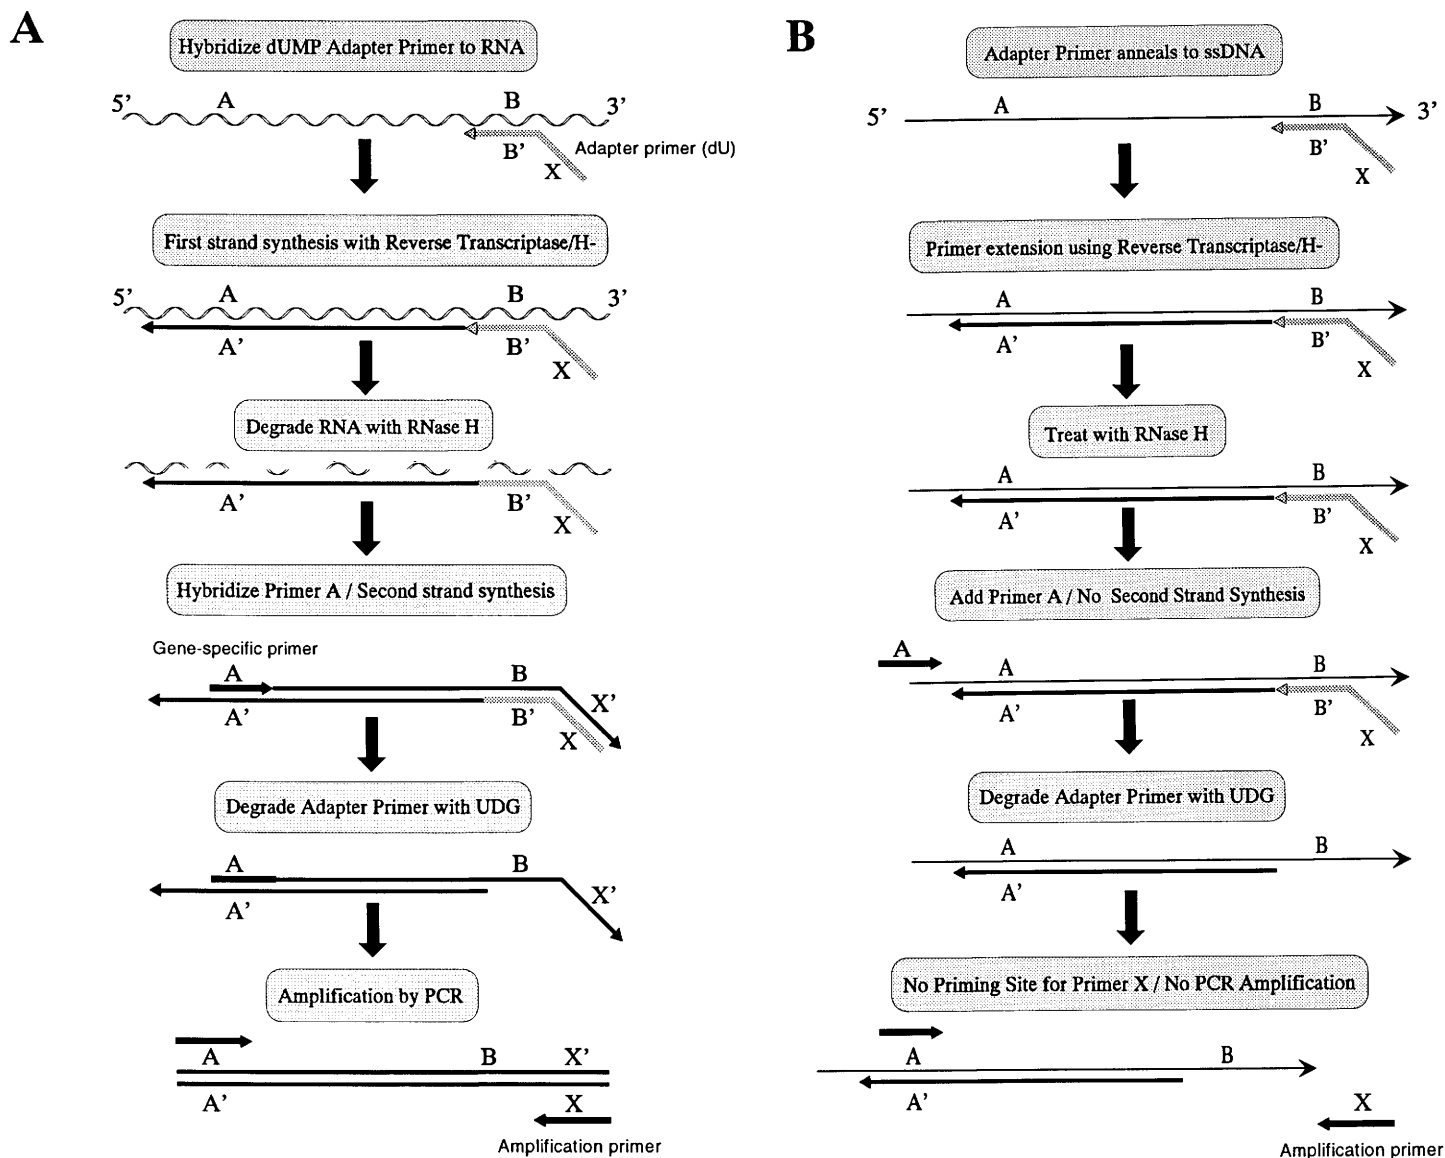 A
Hybridize dUMP Adapter Primer to RNA
5’ A B 3’
B’ Adapter primer (dU)
X
First strand synthesis with Reverse Transcriptase/H-
5’ A B 3’
A’ B’
X
Degrade RNA with RNase H
A’ B’
X
Hybridize Primer A / Second strand synthesis
Gene-specific primer
A B
X’
A’ B’
X
Degrade Adapter Primer with UDG
A B
X’
A’
Amplification by PCR
A B X’
A’ X
Amplification primer
B
Adapter Primer anneals to ssDNA
5’ A B 3’
B’
X
Primer extension using Reverse Transcriptase/H-
A B
A’ B’
X
Treat with RNase H
A B
A’ B’
X
Add Primer A / No Second Strand Synthesis
A
A B
A’ B’
X
Degrade Adapter Primer with UDG
A B
A’
No Priming Site for Primer X / No PCR Amplification
A B
A’ X
Amplification primer